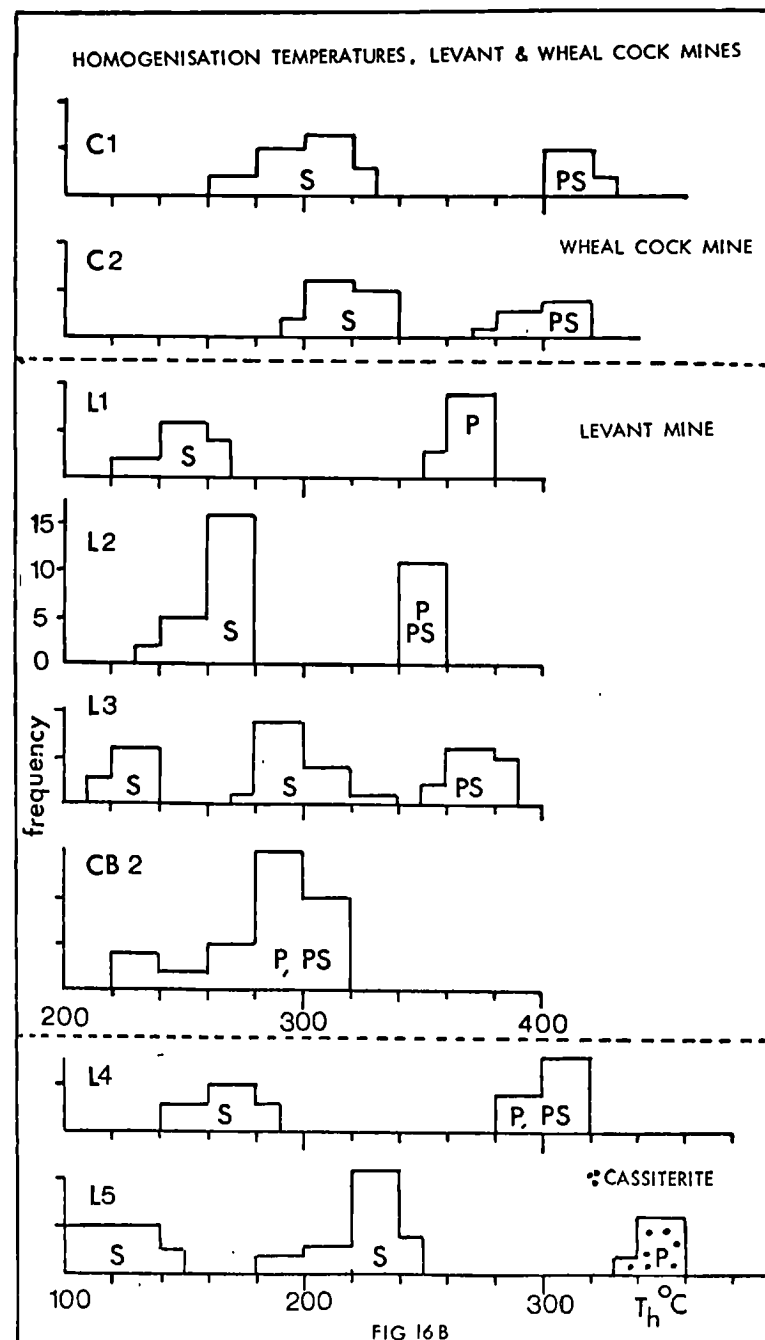 HOMOGENISATION TEMPERATURES, LEVANT & WHEAL COCK MINES
C1
S
PS
C2
WHEAL COCK MINE
S
PS
L1
LEVANT MINE
S
P
15
10
5
0
L2
S
P
PS
frequency
L3
S
S
PS
CB 2
P, PS
200 300 400
L4
S
P, PS
CASSITERITE
L5
S
S
P
100 200 300 Th°C
FIG 16B